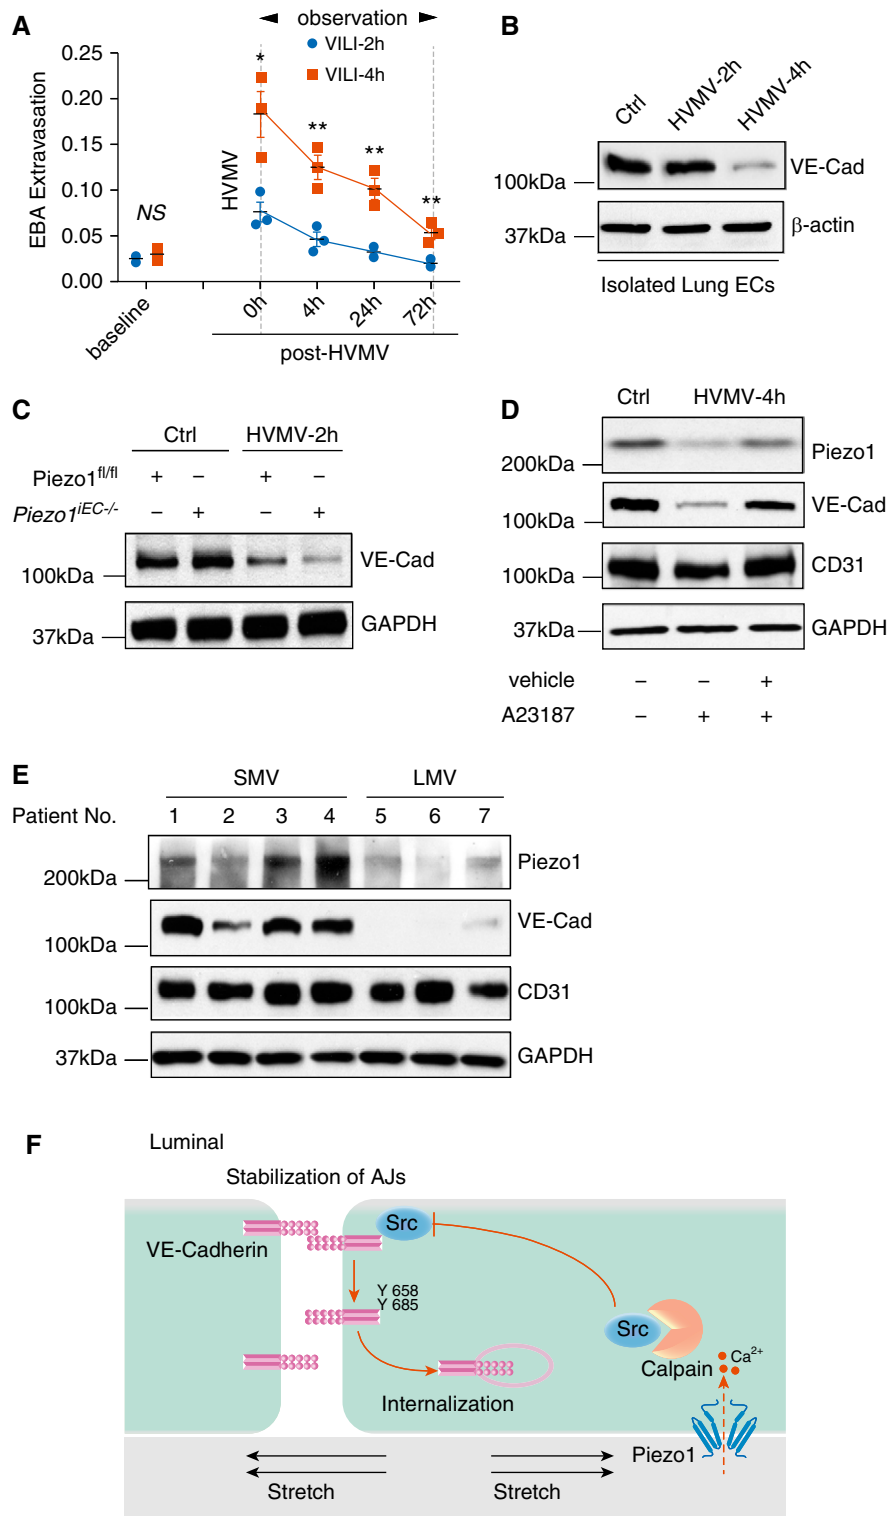 A
◄ observation ►
VILI-2h
VILI-4h
EBA Extravasation
0.25
0.20
0.15
0.10
0.05
0.00
NS
HVMV
*
**
**
**
baseline
0h
4h
24h
72h
post-HVMV
B
Ctrl
HVMV-2h
HVMV-4h
100kDa
VE-Cad
37kDa
β-actin
Isolated Lung ECs
C
Ctrl
HVMV-2h
Piezo1fl/fl + – + –
Piezo1iEC-/- – + – +
100kDa
VE-Cad
37kDa
GAPDH
D
Ctrl
HVMV-4h
200kDa
Piezo1
100kDa
VE-Cad
100kDa
CD31
37kDa
GAPDH
vehicle – – +
A23187 – + +
E
SMV
LMV
Patient No. 1 2 3 4 5 6 7
200kDa
Piezo1
100kDa
VE-Cad
100kDa
CD31
37kDa
GAPDH
F
Luminal
Stabilization of AJs
Src
VE-Cadherin
Y 658
Y 685
Src
Calpain
Ca2+
Internalization
Piezo1
Stretch
Stretch